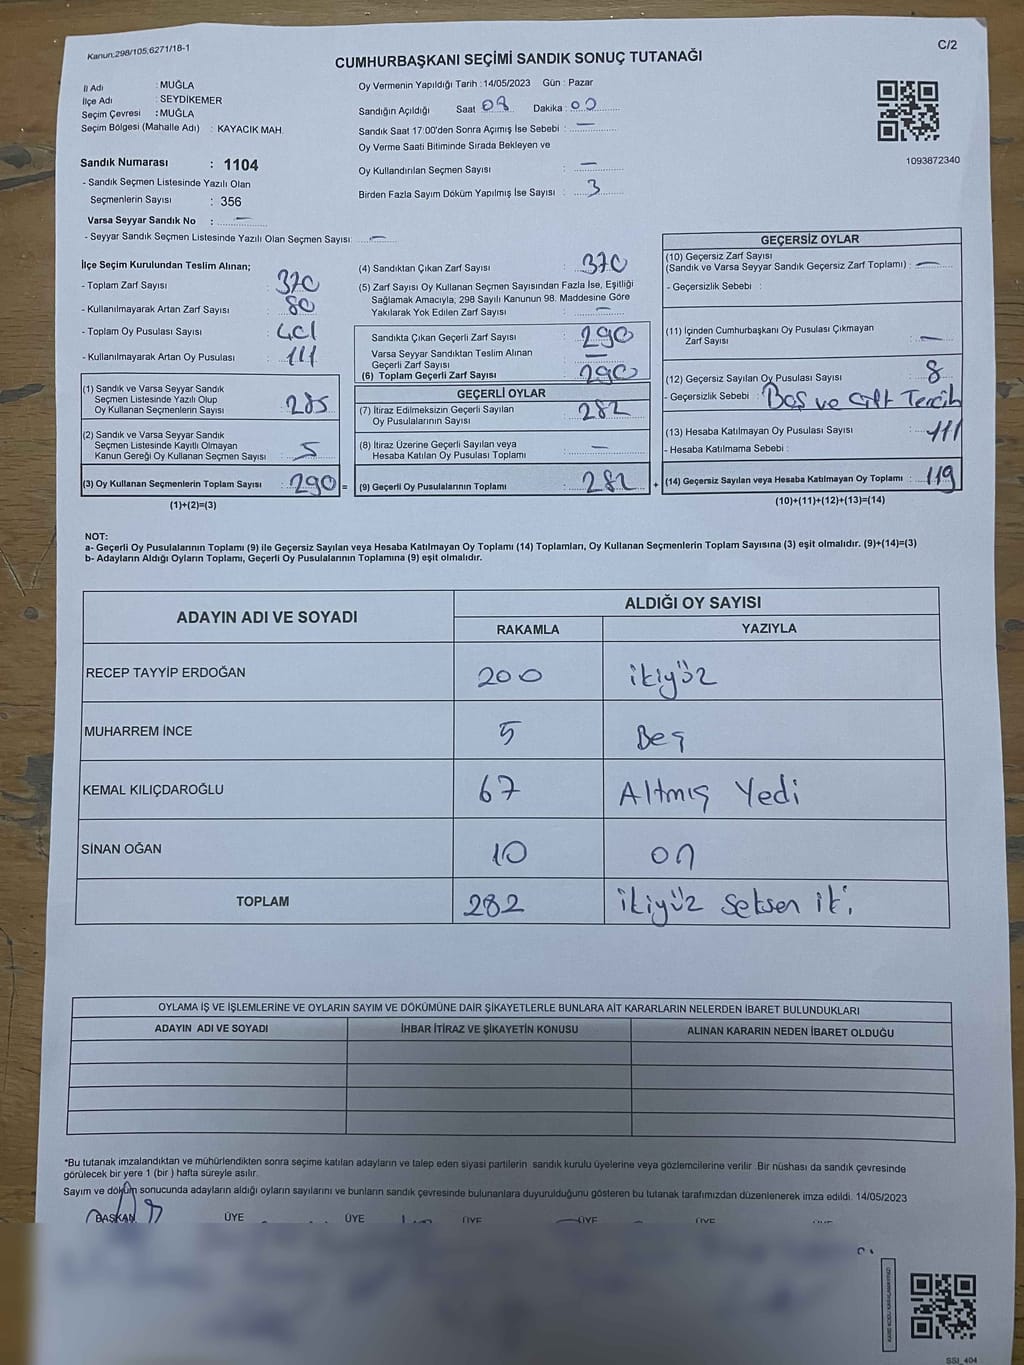 Kanun:298/105,6271/18-1
C/2
CUMHURBAŞKANI SEÇİMİ SANDIK SONUÇ TUTANAĞI
İl Adı : MUĞLA
İlçe Adı : SEYDİKEMER
Seçim Çevresi : MUĞLA
Seçim Bölgesi (Mahalle Adı) : KAYACIK MAH.
Sandık Numarası : 1104
- Sandık Seçmen Listesinde Yazılı Olan
Seçmenlerin Sayısı : 356
Varsa Seyyar Sandık No : —
- Seyyar Sandık Seçmen Listesinde Yazılı Olan Seçmen Sayısı: —
Oy Vermenin Yapıldığı Tarih : 14/05/2023 Gün : Pazar
Sandığın Açıldığı Saat 08 Dakika : 00
Sandık Saat 17:00'den Sonra Açımış İse Sebebi : —
Oy Verme Saati Bitiminde Sırada Bekleyen ve
Oy Kullandırılan Seçmen Sayısı : —
Birden Fazla Sayım Döküm Yapılmış İse Sayısı : 3
1093872340
İlçe Seçim Kurulundan Teslim Alınan;
- Toplam Zarf Sayısı : 370
- Kullanılmayarak Artan Zarf Sayısı : 80
- Toplam Oy Pusulası Sayısı : 401
- Kullanılmayarak Artan Oy Pusulası : 111
(1) Sandık ve Varsa Seyyar Sandık
Seçmen Listesinde Yazılı Olup
Oy Kullanan Seçmenlerin Sayısı : 285
(2) Sandık ve Varsa Seyyar Sandık
Seçmen Listesinde Kayıtlı Olmayan
Kanun Gereği Oy Kullanan Seçmen Sayısı : 5
(3) Oy Kullanan Seçmenlerin Toplam Sayısı : 290 =
(1)+(2)=(3)
(4) Sandıktan Çıkan Zarf Sayısı : 370
(5) Zarf Sayısı Oy Kullanan Seçmen Sayısından Fazla İse, Eşitliği
Sağlamak Amacıyla, 298 Sayılı Kanunun 98. Maddesine Göre
Yakılarak Yok Edilen Zarf Sayısı : —
Sandıkta Çıkan Geçerli Zarf Sayısı : 290
Varsa Seyyar Sandıktan Teslim Alınan
Geçerli Zarf Sayısı : —
(6) Toplam Geçerli Zarf Sayısı : 290
GEÇERLİ OYLAR
(7) İtiraz Edilmeksizin Geçerli Sayılan
Oy Pusulalarının Sayısı : 282
(8) İtiraz Üzerine Geçerli Sayılan veya
Hesaba Katılan Oy Pusulası Toplamı : —
(9) Geçerli Oy Pusulalarının Toplamı : 282 +
GEÇERSİZ OYLAR
(10) Geçersiz Zarf Sayısı
(Sandık ve Varsa Seyyar Sandık Geçersiz Zarf Toplamı) : —
- Geçersizlik Sebebi :
(11) İçinden Cumhurbaşkanı Oy Pusulası Çıkmayan
Zarf Sayısı : —
(12) Geçersiz Sayılan Oy Pusulası Sayısı : 8
- Geçersizlik Sebebi : Boş ve Çift Tercih
(13) Hesaba Katılmayan Oy Pusulası Sayısı : 111
- Hesaba Katılmama Sebebi :
(14) Geçersiz Sayılan veya Hesaba Katılmayan Oy Toplamı : 119
(10)+(11)+(12)+(13)=(14)
NOT:
a- Geçerli Oy Pusulalarının Toplamı (9) ile Geçersiz Sayılan veya Hesaba Katılmayan Oy Toplamı (14) Toplamları, Oy Kullanan Seçmenlerin Toplam Sayısına (3) eşit olmalıdır. (9)+(14)=(3)
b- Adayların Aldığı Oyların Toplamı, Geçerli Oy Pusulalarının Toplamına (9) eşit olmalıdır.
ADAYIN ADI VE SOYADI ALDIĞI OY SAYISI
RAKAMLA YAZIYLA
RECEP TAYYİP ERDOĞAN 200 ikiyüz
MUHARREM İNCE 5 Beş
KEMAL KILIÇDAROĞLU 67 Altmış Yedi
SİNAN OĞAN 10 on
TOPLAM 282 ikiyüz Seksen iki
OYLAMA İŞ VE İŞLEMLERİNE VE OYLARIN SAYIM VE DÖKÜMÜNE DAİR ŞİKAYETLERLE BUNLARA AİT KARARLARIN NELERDEN İBARET BULUNDUKLARI
ADAYIN ADI VE SOYADI İHBAR İTİRAZ VE ŞİKAYETİN KONUSU ALINAN KARARIN NEDEN İBARET OLDUĞU
*Bu tutanak imzalandıktan ve mühürlendikten sonra seçime katılan adayların ve talep eden siyasi partilerin sandık kurulu üyelerine veya gözlemcilerine verilir. Bir nüshası da sandık çevresinde
görülecek bir yere 1 (bir ) hafta süreyle asılır.
Sayım ve döküm sonucunda adayların aldığı oyların sayılarını ve bunların sandık çevresinde bulunanlara duyurulduğunu gösteren bu tutanak tarafımızdan düzenlenerek imza edildi. 14/05/2023
BAŞKAN ÜYE ÜYE ÜYE ÜYE ÜYE ÜYE
SSI_404